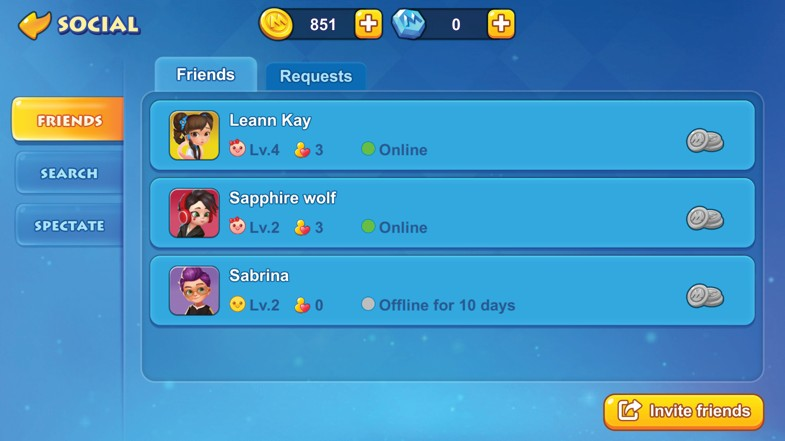 SOCIAL
851
0
Friends
Requests
FRIENDS
SEARCH
SPECTATE
Leann Kay
Lv.4 3 Online
Sapphire wolf
Lv.2 3 Online
Sabrina
Lv.2 0 Offline for 10 days
Invite friends